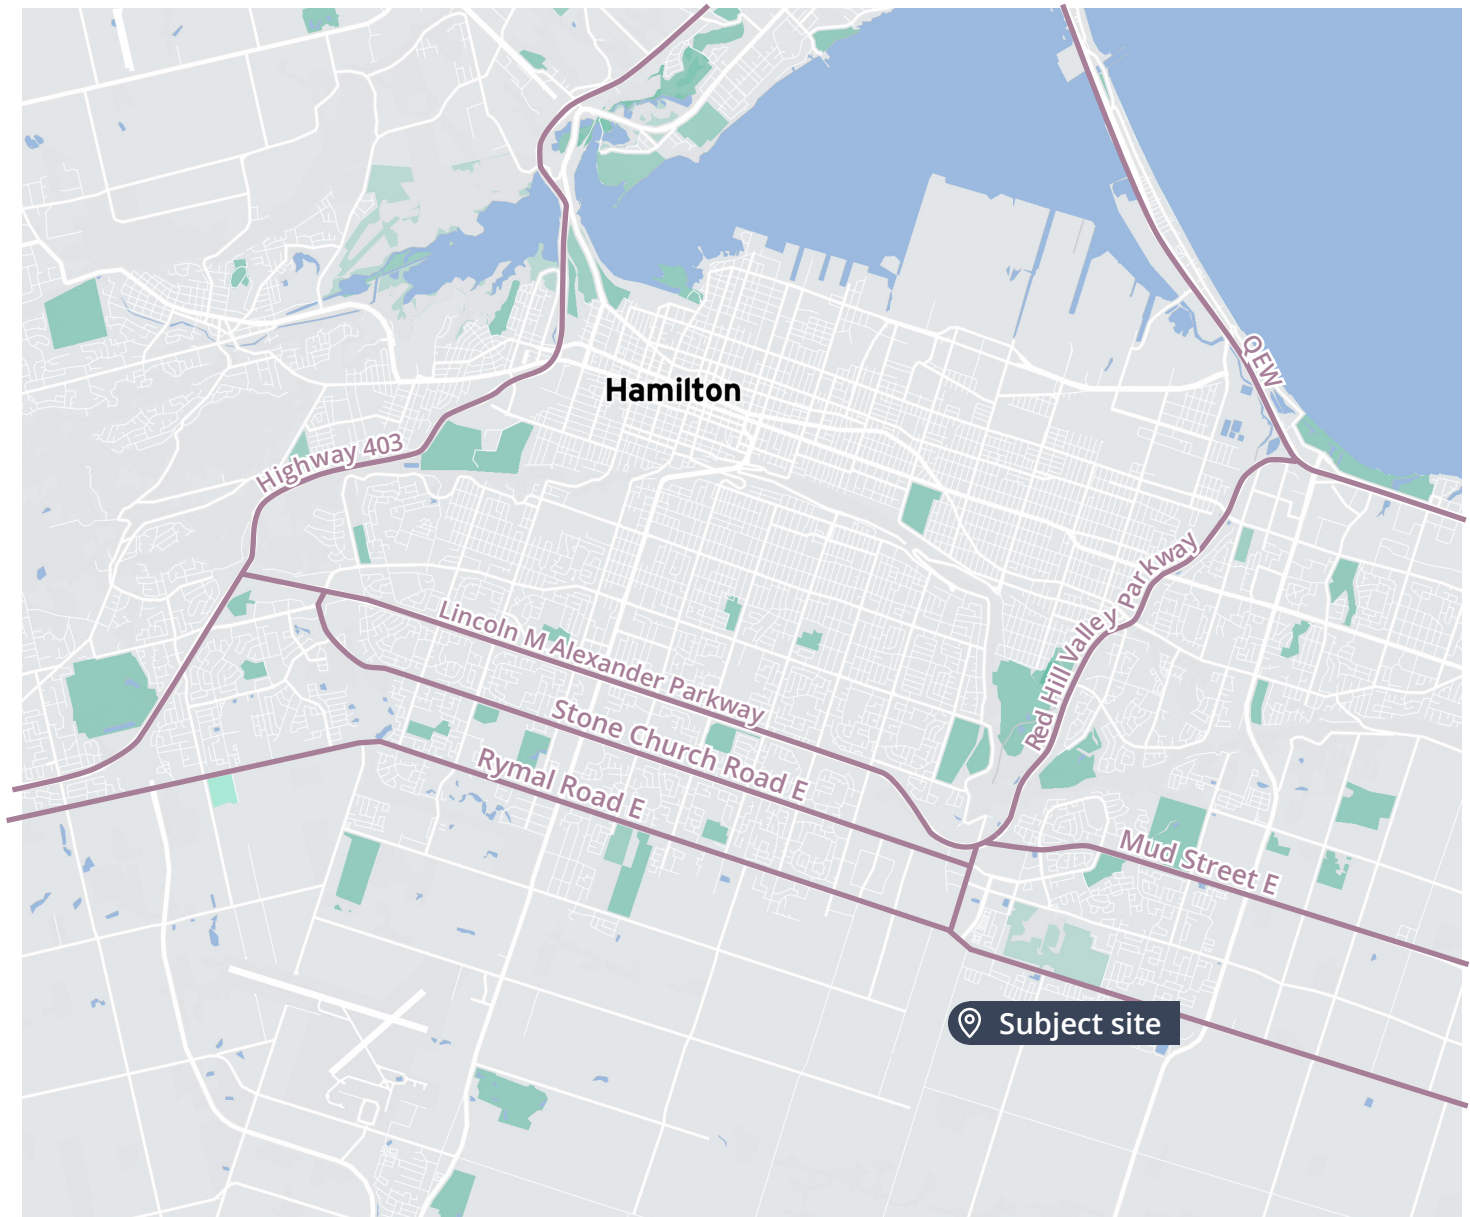 QEW
Hamilton
Highway 403
Red Hill Valley Parkway
Lincoln M Alexander Parkway
Stone Church Road E
Rymal Road E
Mud Street E
Subject site